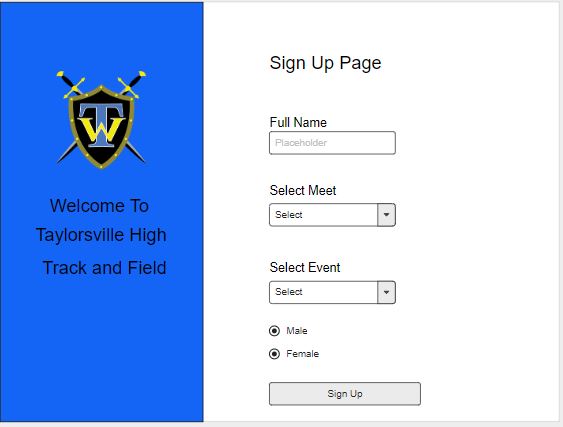 TW
Welcome To
Taylorsville High
Track and Field
Sign Up Page
Full Name
Placeholder
Select Meet
Select
Select Event
Select
Male
Female
Sign Up